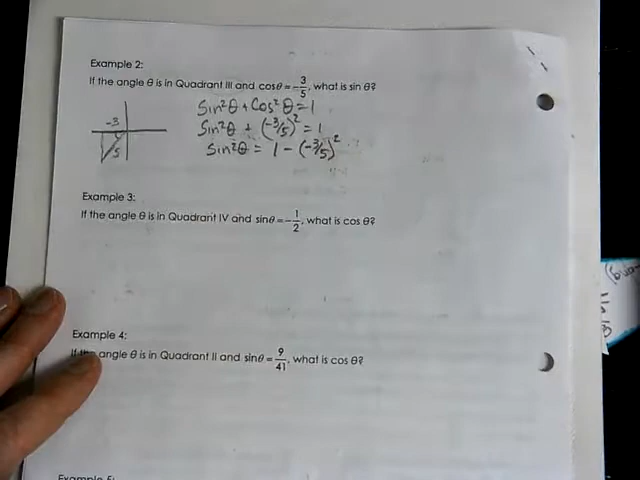 Example 2:
If the angle θ is in Quadrant III and cosθ = -3/5, what is sin θ?
Sin²θ + Cos²θ = 1
-3
Sin²θ + (-3/5)² = 1
5
Sin²θ = 1 - (-3/5)²
Example 3:
If the angle θ is in Quadrant IV and sinθ = -1/2, what is cos θ?
Example 4:
angle θ is in Quadrant II and sinθ = 9/41, what is cos θ?